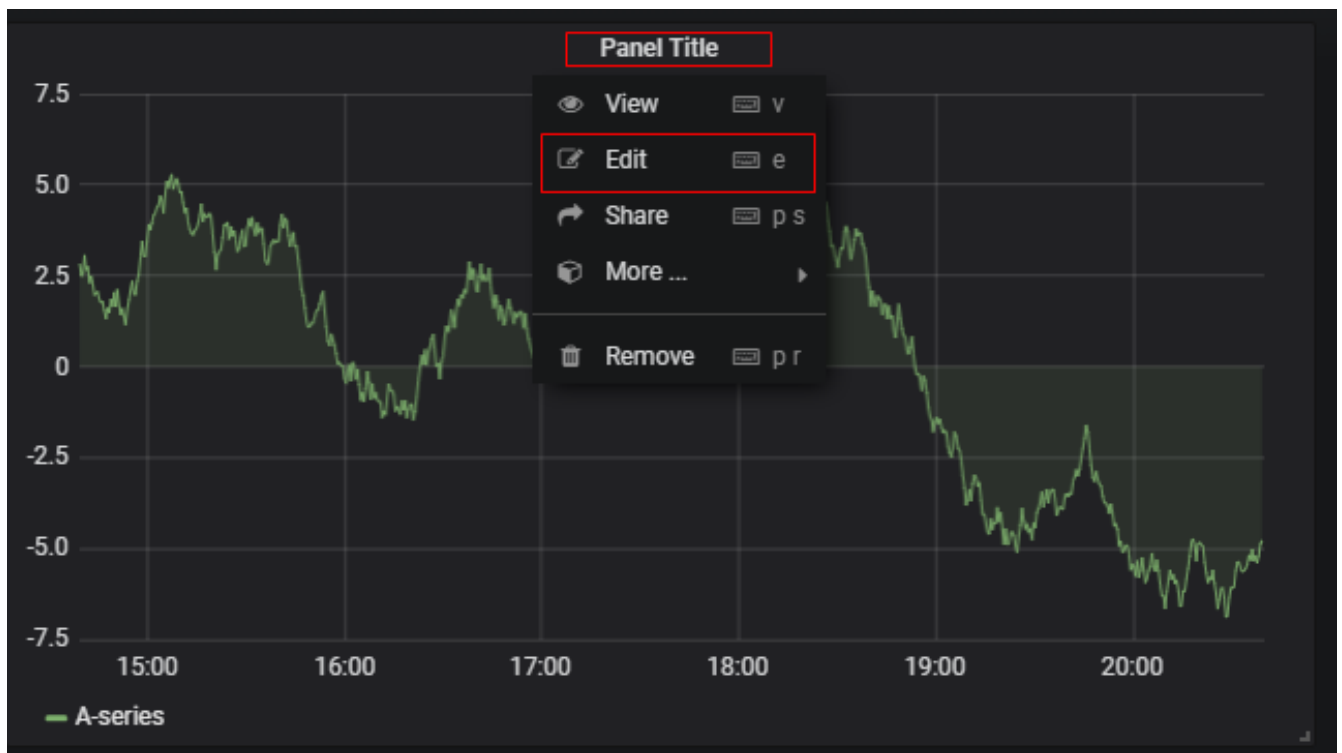 Panel Title
7.5
View v
Edit e
5.0
Share p s
2.5
More ...
0
Remove p r
-2.5
-5.0
-7.5
15:00 16:00 17:00 18:00 19:00 20:00
A-series